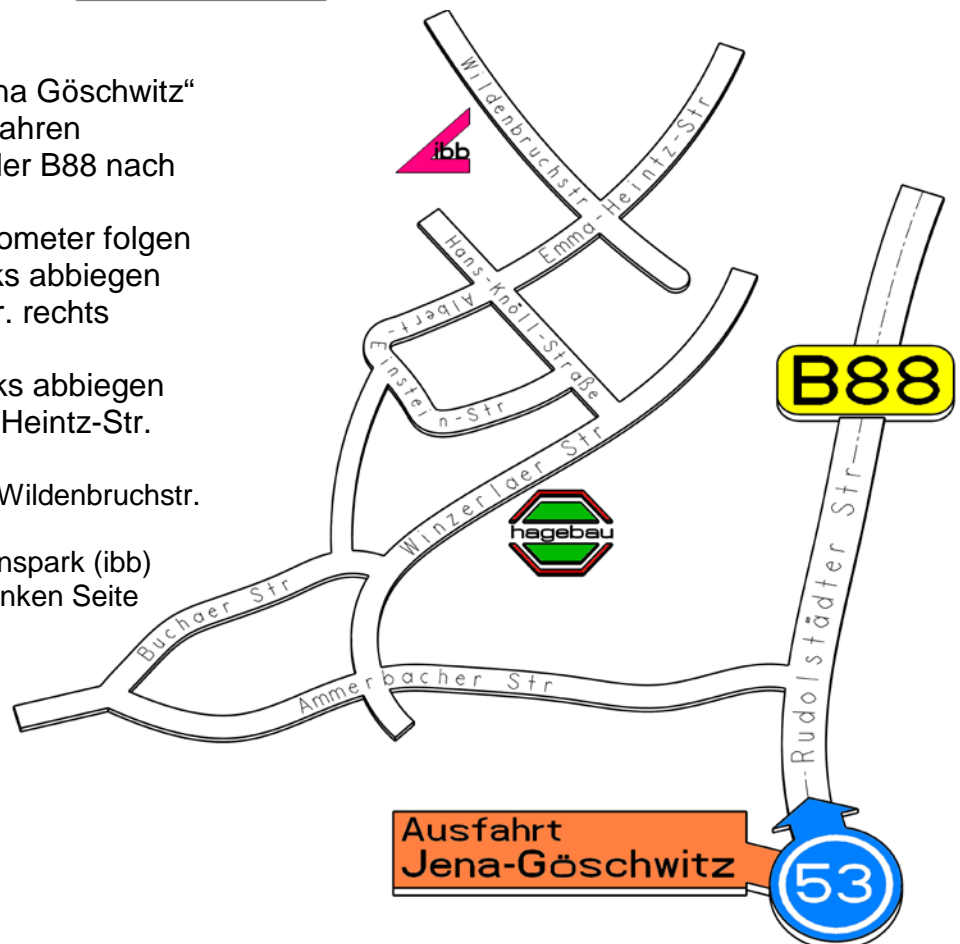 na Göschwitz“
ahren
ler B88 nach
ometer folgen
ks abbiegen
r. rechts
ks abbiegen
Heintz-Str.
Wildenbruchstr.
nspark (ibb)
nken Seite
Wildenbruchstr
Emma-Heintz-Str
ibb
Hans-Knöll-Straße
Albert-
Einstein-Str
B88
Winzerlaer Str
hagebau
Rudolstädter Str
Buchaer Str
Ammerbacher Str
Ausfahrt
Jena-Göschwitz
53